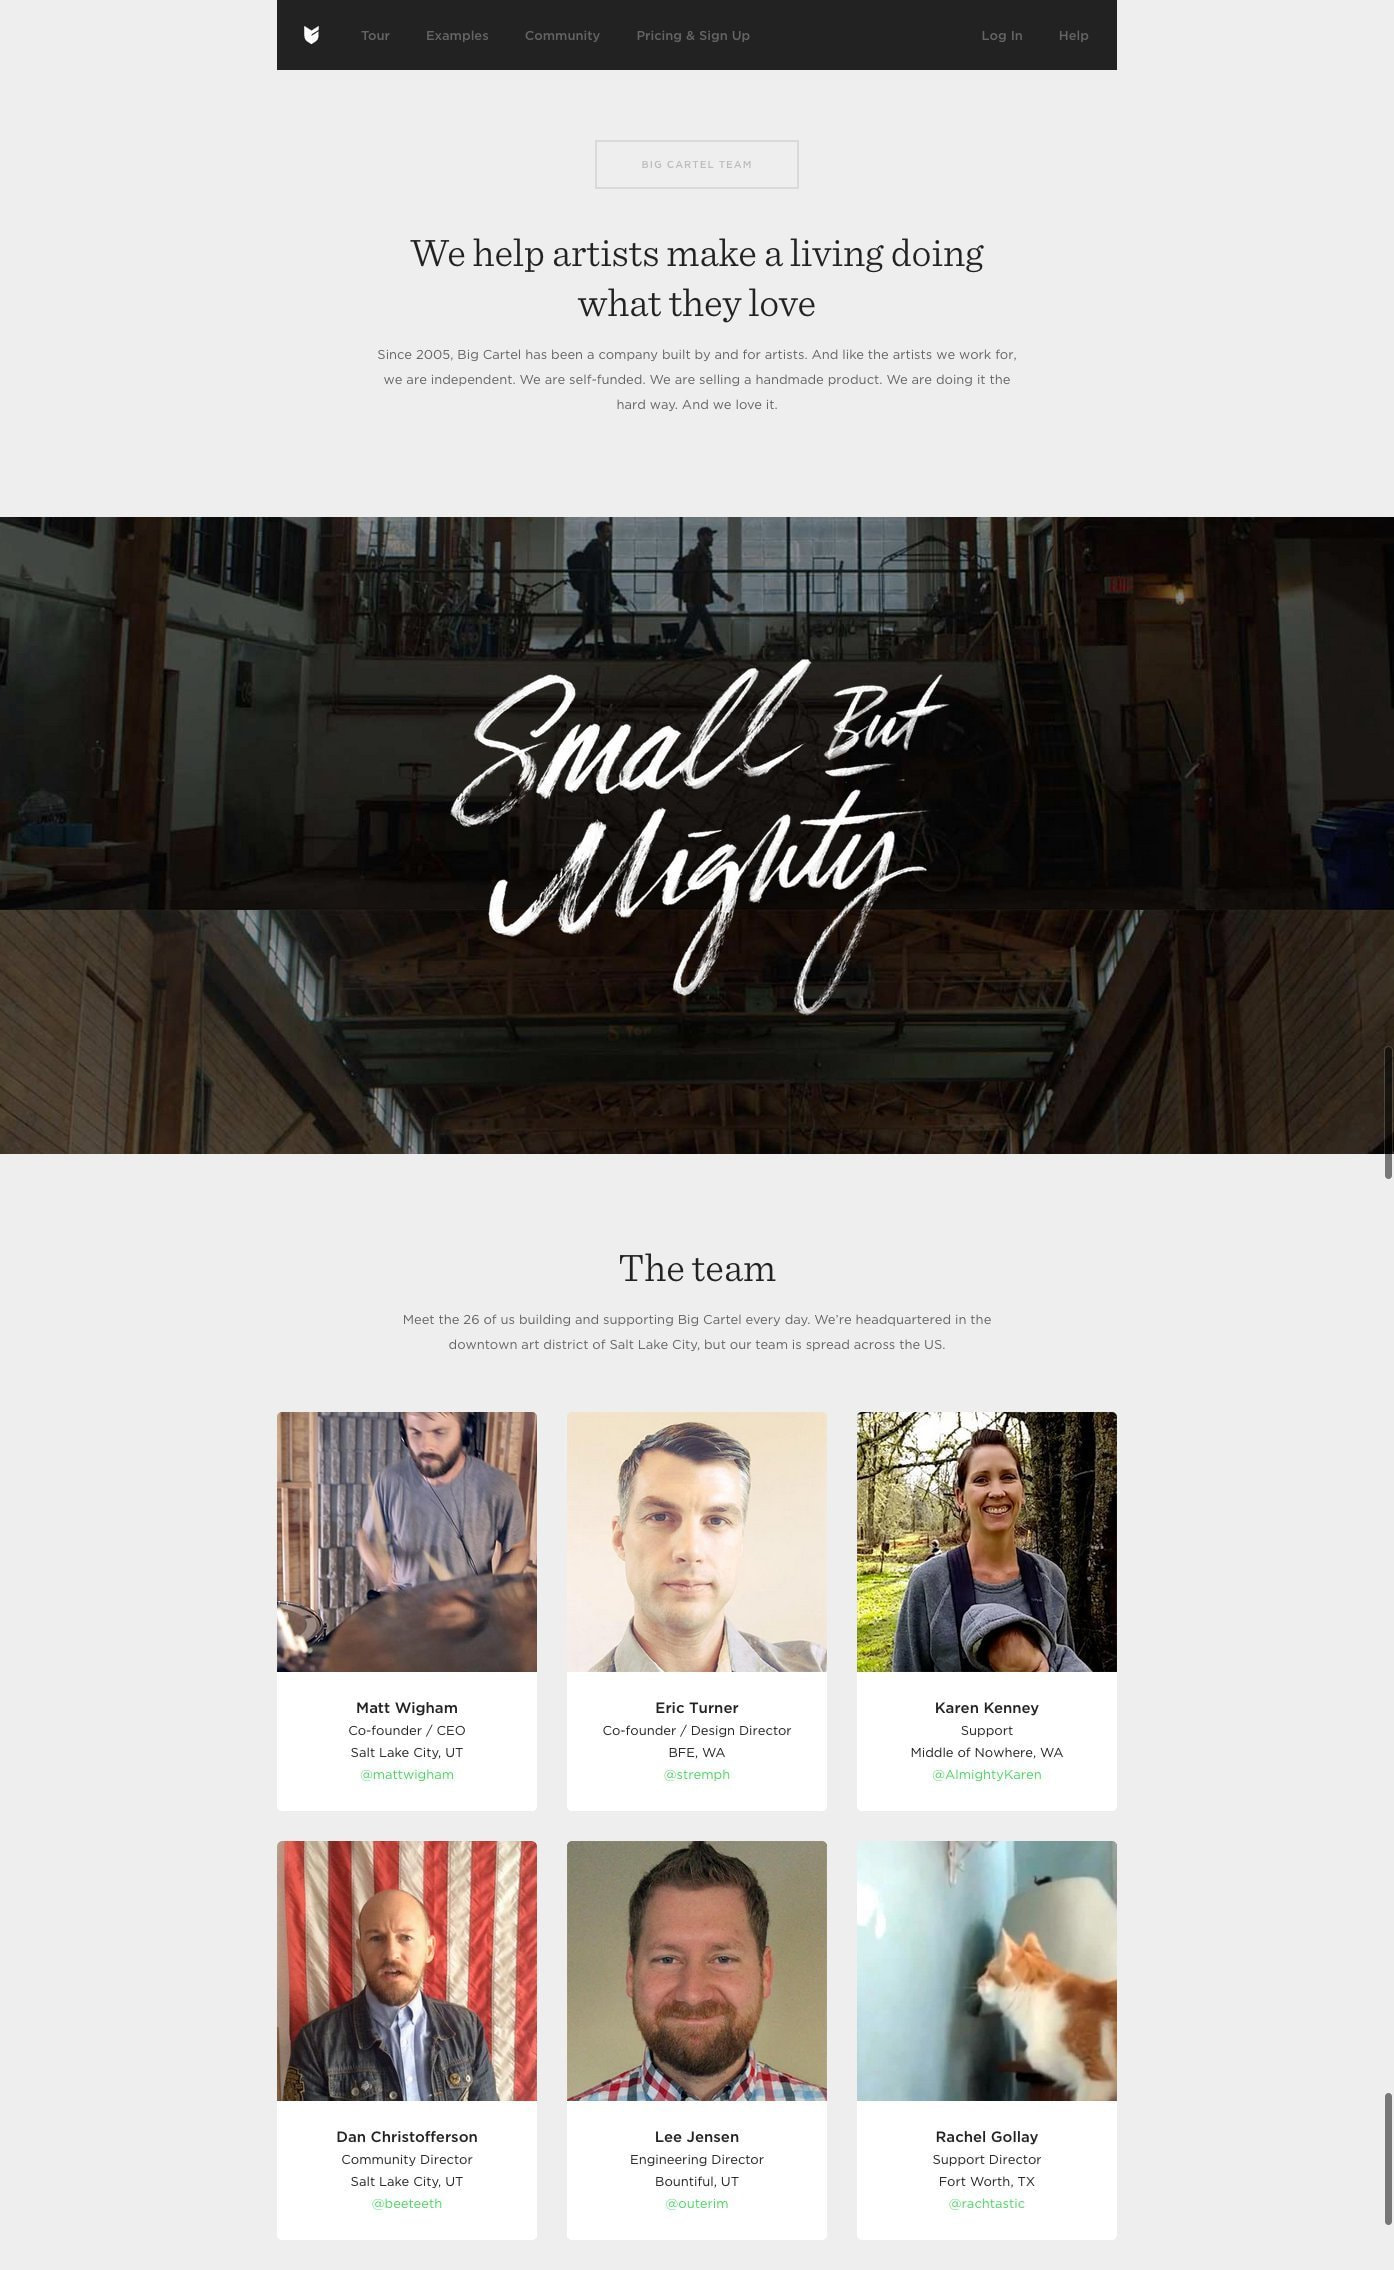 Tour Examples Community Pricing & Sign Up Log In Help
BIG CARTEL TEAM
We help artists make a living doing
what they love
Since 2005, Big Cartel has been a company built by and for artists. And like the artists we work for,
we are independent. We are self-funded. We are selling a handmade product. We are doing it the
hard way. And we love it.
EXIT
Small But
Mighty
The team
Meet the 26 of us building and supporting Big Cartel every day. We’re headquartered in the
downtown art district of Salt Lake City, but our team is spread across the US.
Matt Wigham
Co-founder / CEO
Salt Lake City, UT
@mattwigham
Eric Turner
Co-founder / Design Director
BFE, WA
@stremph
Karen Kenney
Support
Middle of Nowhere, WA
@AlmightyKaren
Dan Christofferson
Community Director
Salt Lake City, UT
@beeteeth
Lee Jensen
Engineering Director
Bountiful, UT
@outerim
Rachel Gollay
Support Director
Fort Worth, TX
@rachtastic